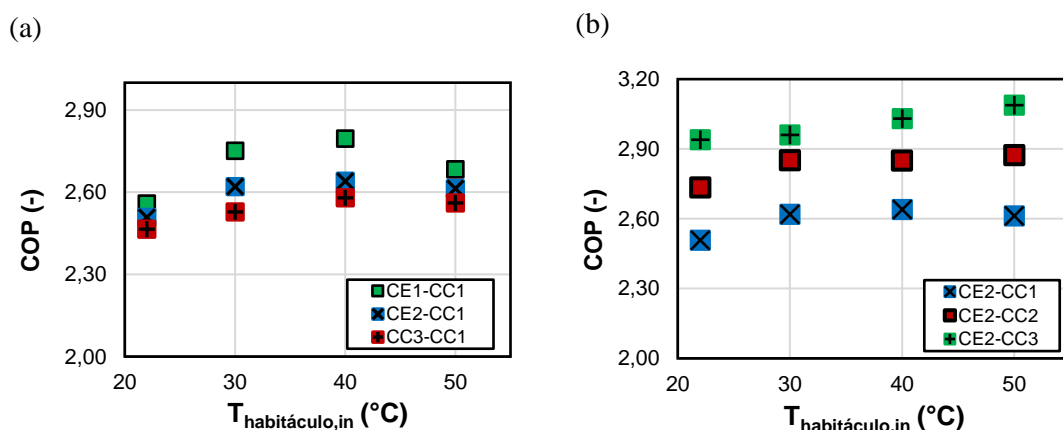 (a)
2,90
2,60
2,30
2,00
COP (-)
20 30 40 50
T habitáculo,in (°C)
CE1-CC1
CE2-CC1
CC3-CC1
(b)
3,20
2,90
2,60
2,30
2,00
COP (-)
20 30 40 50
T habitáculo,in (°C)
CE2-CC1
CE2-CC2
CE2-CC3